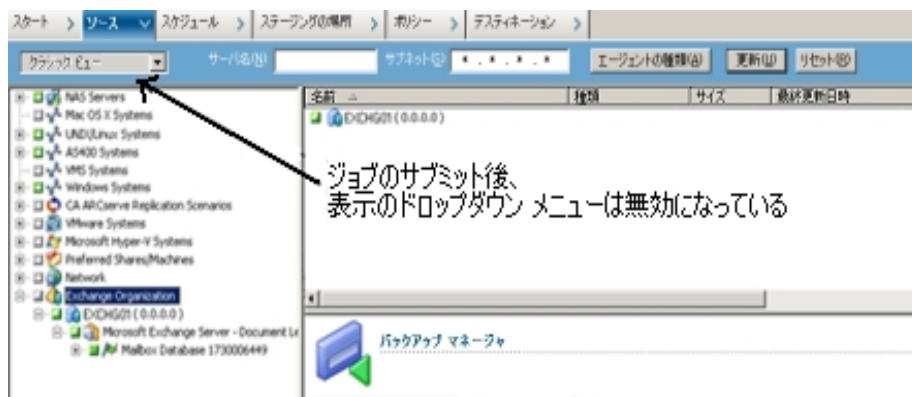 スタート
ソース
スケジュール
ステージングの場所
ポリシー
デスティネーション
クラシック ビュー
サーバ名(N)
サブネット(S)
* . * . * . *
エージェントの種類(A)
更新(U)
リセット(R)
NAS Servers
Mac OS X Systems
UNIX/Linux Systems
AS400 Systems
VMS Systems
Windows Systems
CA ARCserve Replication Scenarios
VMware Systems
Microsoft Hyper-V Systems
Preferred Shares/Machines
Network
Exchange Organization
EXCHG01 ( 0.0.0.0 )
Microsoft Exchange Server - Document Le
Mailbox Database 1730006449
名前
種類
サイズ
最終更新日時
EXCHG01 ( 0.0.0.0 )
ジョブのサブミット後、
表示のドロップダウン メニューは無効になっている
バックアップ マネージャ